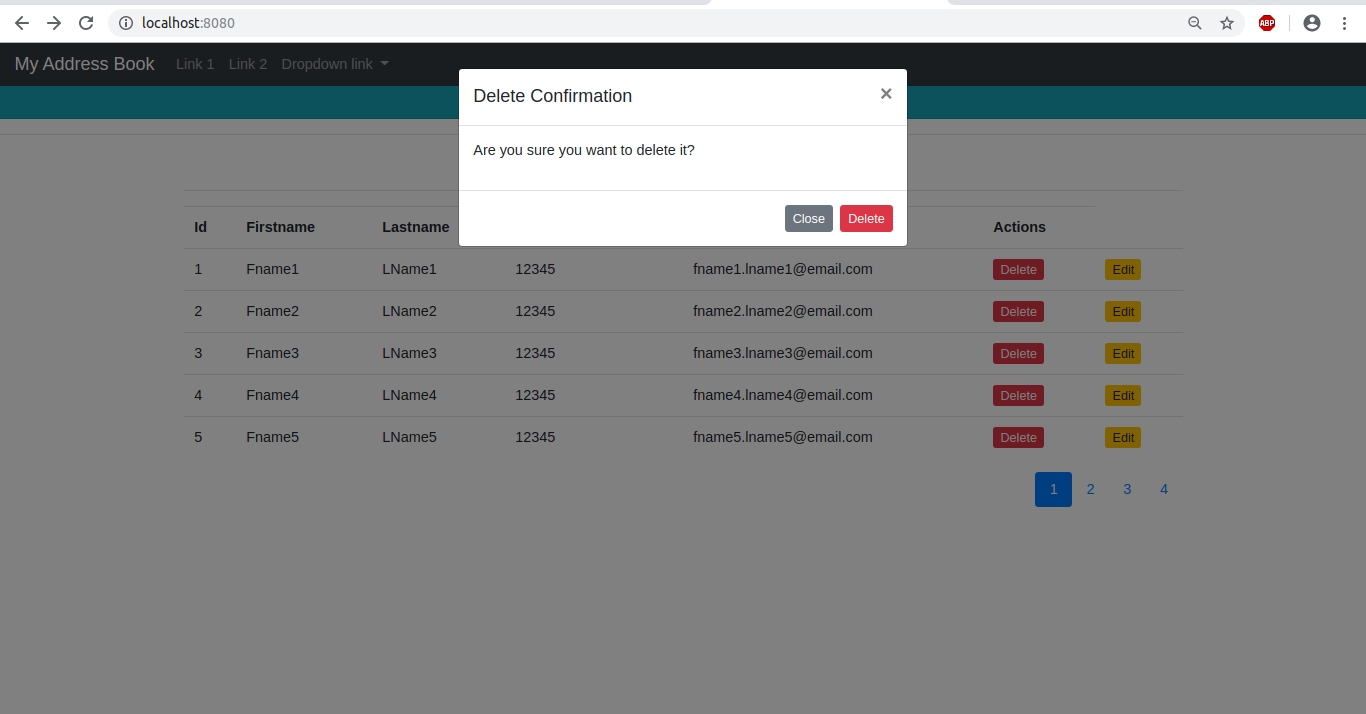 localhost:8080
ABP
My Address Book Link 1 Link 2 Dropdown link
Delete Confirmation ×
Are you sure you want to delete it?
Close Delete
Id Firstname Lastname Actions
1 Fname1 LName1 12345 fname1.lname1@email.com Delete Edit
2 Fname2 LName2 12345 fname2.lname2@email.com Delete Edit
3 Fname3 LName3 12345 fname3.lname3@email.com Delete Edit
4 Fname4 LName4 12345 fname4.lname4@email.com Delete Edit
5 Fname5 LName5 12345 fname5.lname5@email.com Delete Edit
1 2 3 4